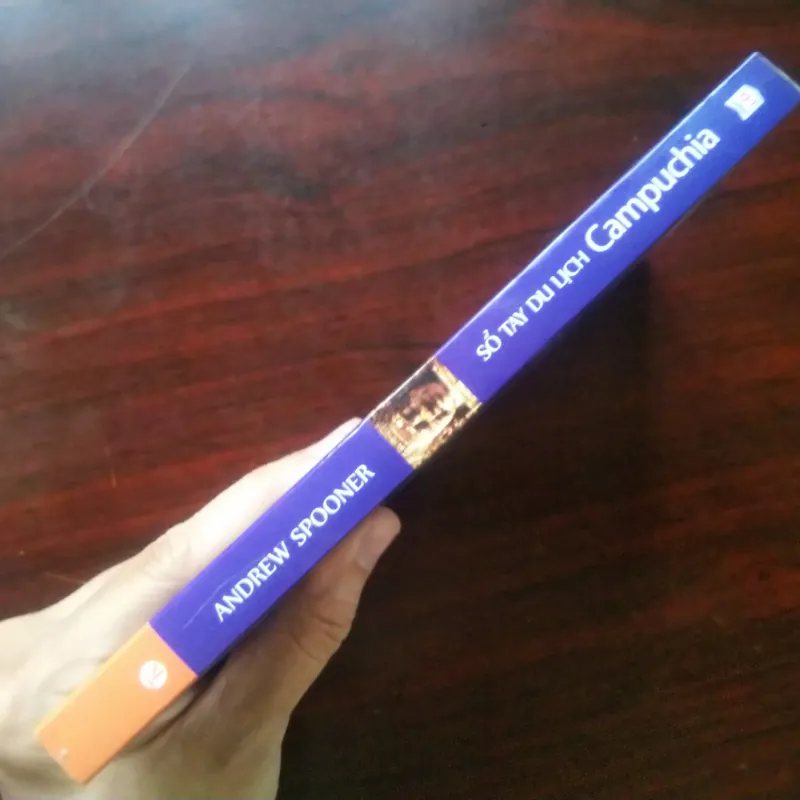 ANDREW SPOONER
SỔ TAY DU LỊCH Campuchia